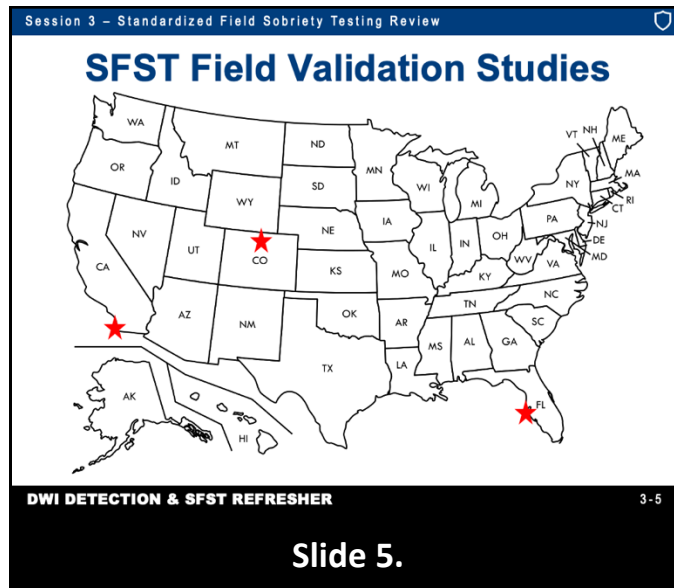 Session 3 – Standardized Field Sobriety Testing Review
SFST Field Validation Studies
WA
MT
ND
MN
VT
NH
ME
OR
ID
SD
WI
MI
NY
MA
WY
RI
CT
IA
PA
NJ
NV
NE
OH
DE
UT
IL
IN
MD
CO
WV
VA
CA
KS
MO
KY
NC
TN
AZ
NM
OK
AR
SC
MS
AL
GA
TX
LA
AK
FL
HI
DWI DETECTION & SFST REFRESHER
3-5
Slide 5.